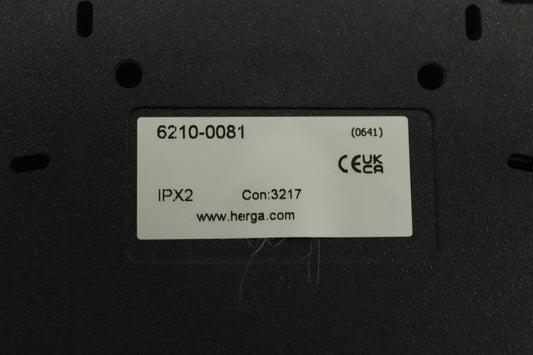 6210-0081 (0641)
CE UK CA
IPX2 Con:3217
www.herga.com